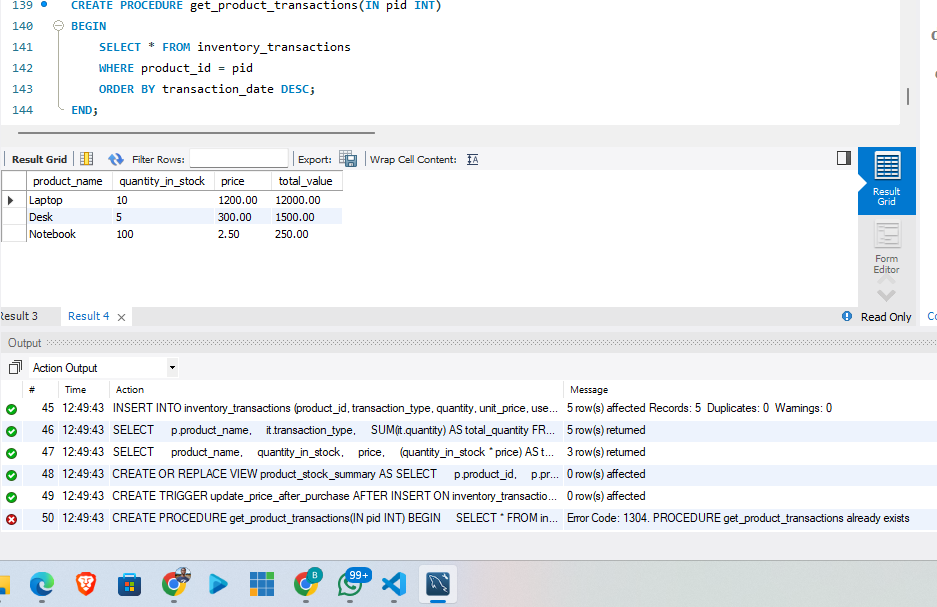 139 CREATE PROCEDURE get_product_transactions(IN pid INT)
140 BEGIN
141 SELECT * FROM inventory_transactions
142 WHERE product_id = pid
143 ORDER BY transaction_date DESC;
144 END;
Result Grid Filter Rows: Export: Wrap Cell Content: IA
product_name quantity_in_stock price total_value
Laptop 10 1200.00 12000.00
Desk 5 300.00 1500.00
Notebook 100 2.50 250.00
Result Grid
Form Editor
Result 3 Result 4 Read Only
Output
Action Output
# Time Action Message
45 12:49:43 INSERT INTO inventory_transactions (product_id, transaction_type, quantity, unit_price, use... 5 row(s) affected Records: 5 Duplicates: 0 Warnings: 0
46 12:49:43 SELECT p.product_name, it.transaction_type, SUM(it.quantity) AS total_quantity FR... 5 row(s) returned
47 12:49:43 SELECT product_name, quantity_in_stock, price, (quantity_in_stock * price) AS t... 3 row(s) returned
48 12:49:43 CREATE OR REPLACE VIEW product_stock_summary AS SELECT p.product_id, p.pr... 0 row(s) affected
49 12:49:43 CREATE TRIGGER update_price_after_purchase AFTER INSERT ON inventory_transactio... 0 row(s) affected
50 12:49:43 CREATE PROCEDURE get_product_transactions(IN pid INT) BEGIN SELECT * FROM in... Error Code: 1304. PROCEDURE get_product_transactions already exists
B 99+